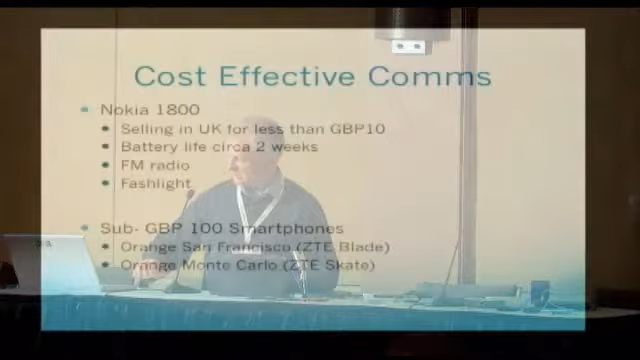 Cost Effective Comms
Nokia 1800
Selling in UK for less than GBP10
Battery life circa 2 weeks
FM radio
Fashlight
Sub- GBP 100 Smartphones
Orange San Francisco (ZTE Blade)
Orange Monte Carlo (ZTE Skate)